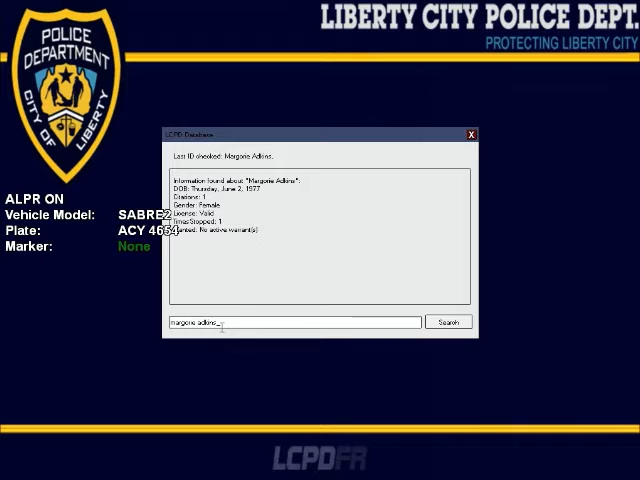 LIBERTY CITY POLICE DEPT.
PROTECTING LIBERTY CITY
POLICE
DEPARTMENT
CITY OF
LIBERTY
LCPD Database
X
Last ID checked: Margorie Adkins.
Information found about "Margorie Adkins":
DOB: Thursday, June 2, 1977
Citations: 1
Gender: Female
License: Valid
TimesStopped: 1
Wanted: No active warrant(s)
ALPR ON
Vehicle Model: SABRE2
Plate: ACY 4654
Marker: None
margorie adkins_
Search
LCPDFR